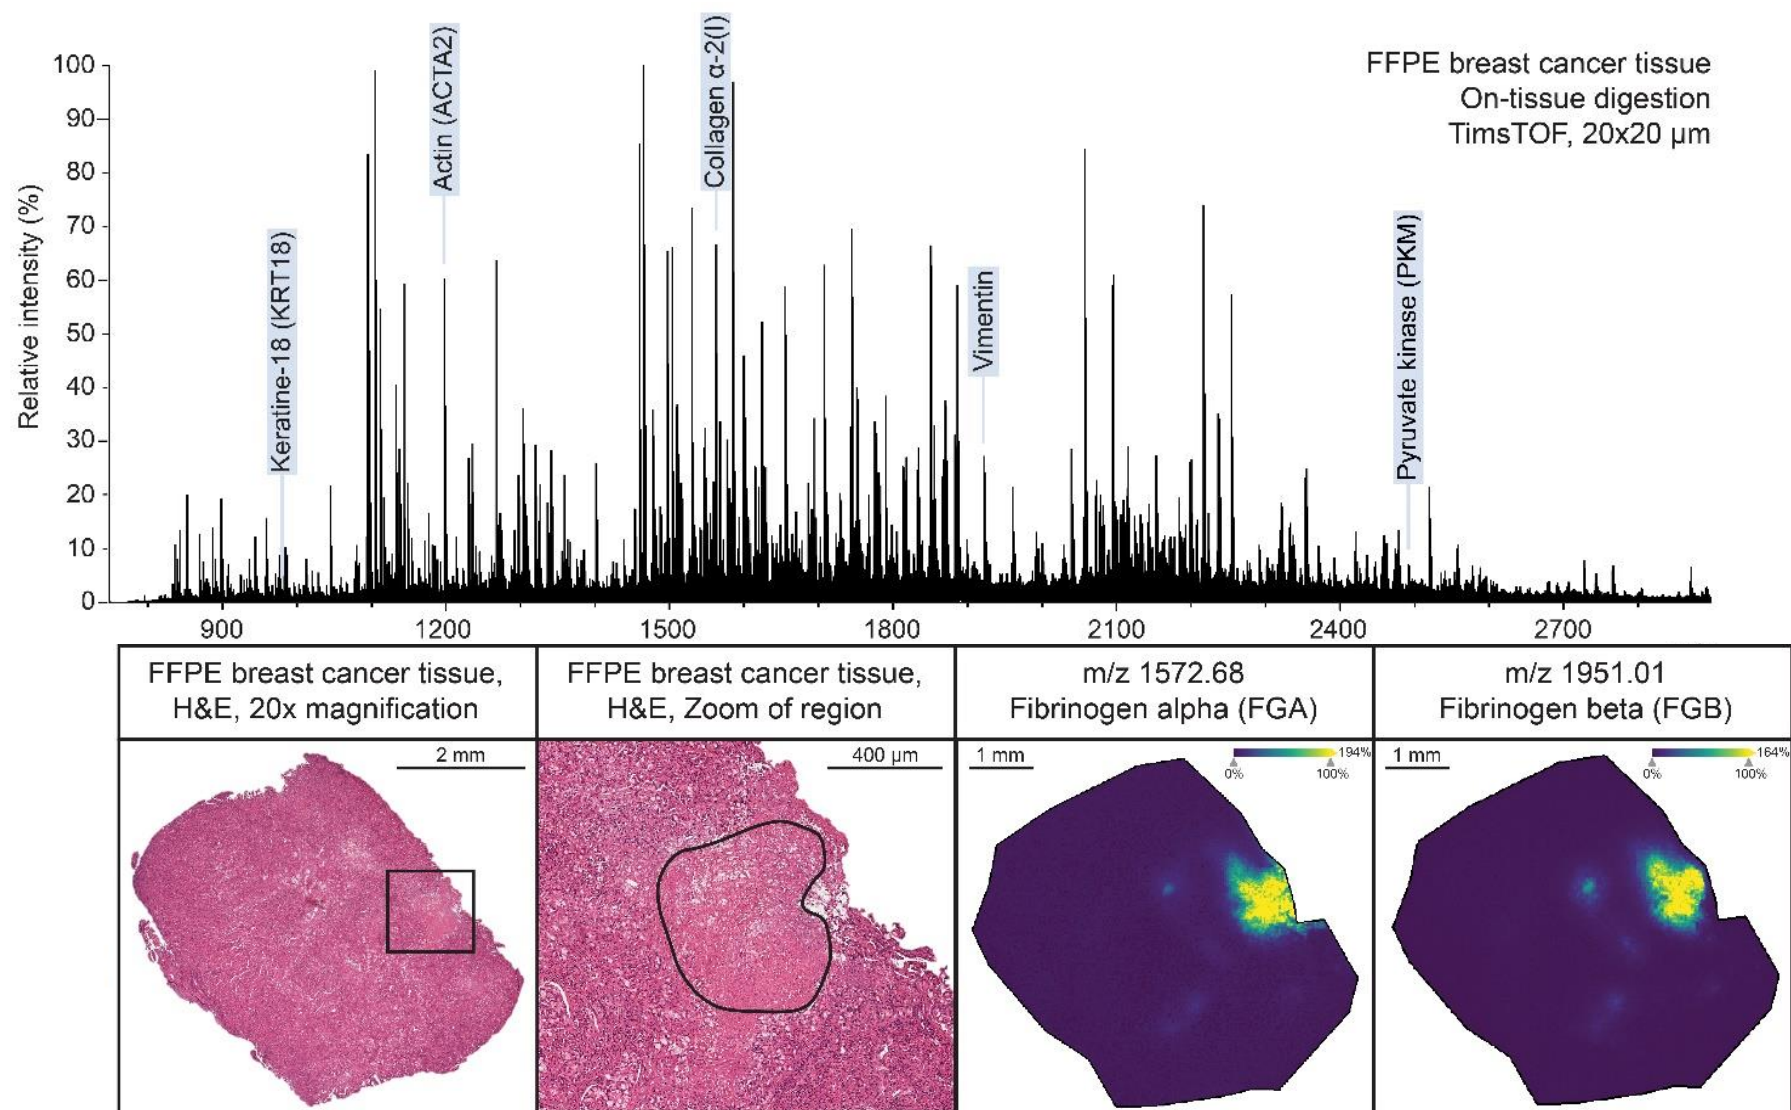 FFPE breast cancer tissue
On-tissue digestion
TimsTOF, 20x20 µm
Relative intensity (%)
100
90
80
70
60
50
40
30
20
10
0
Keratine-18 (KRT18)
Actin (ACTA2)
Collagen α-2(I)
Vimentin
Pyruvate kinase (PKM)
900 1200 1500 1800 2100 2400 2700
FFPE breast cancer tissue,
H&E, 20x magnification
FFPE breast cancer tissue,
H&E, Zoom of region
m/z 1572.68
Fibrinogen alpha (FGA)
m/z 1951.01
Fibrinogen beta (FGB)
2 mm
400 µm
1 mm
194%
0% 100%
1 mm
164%
0% 100%